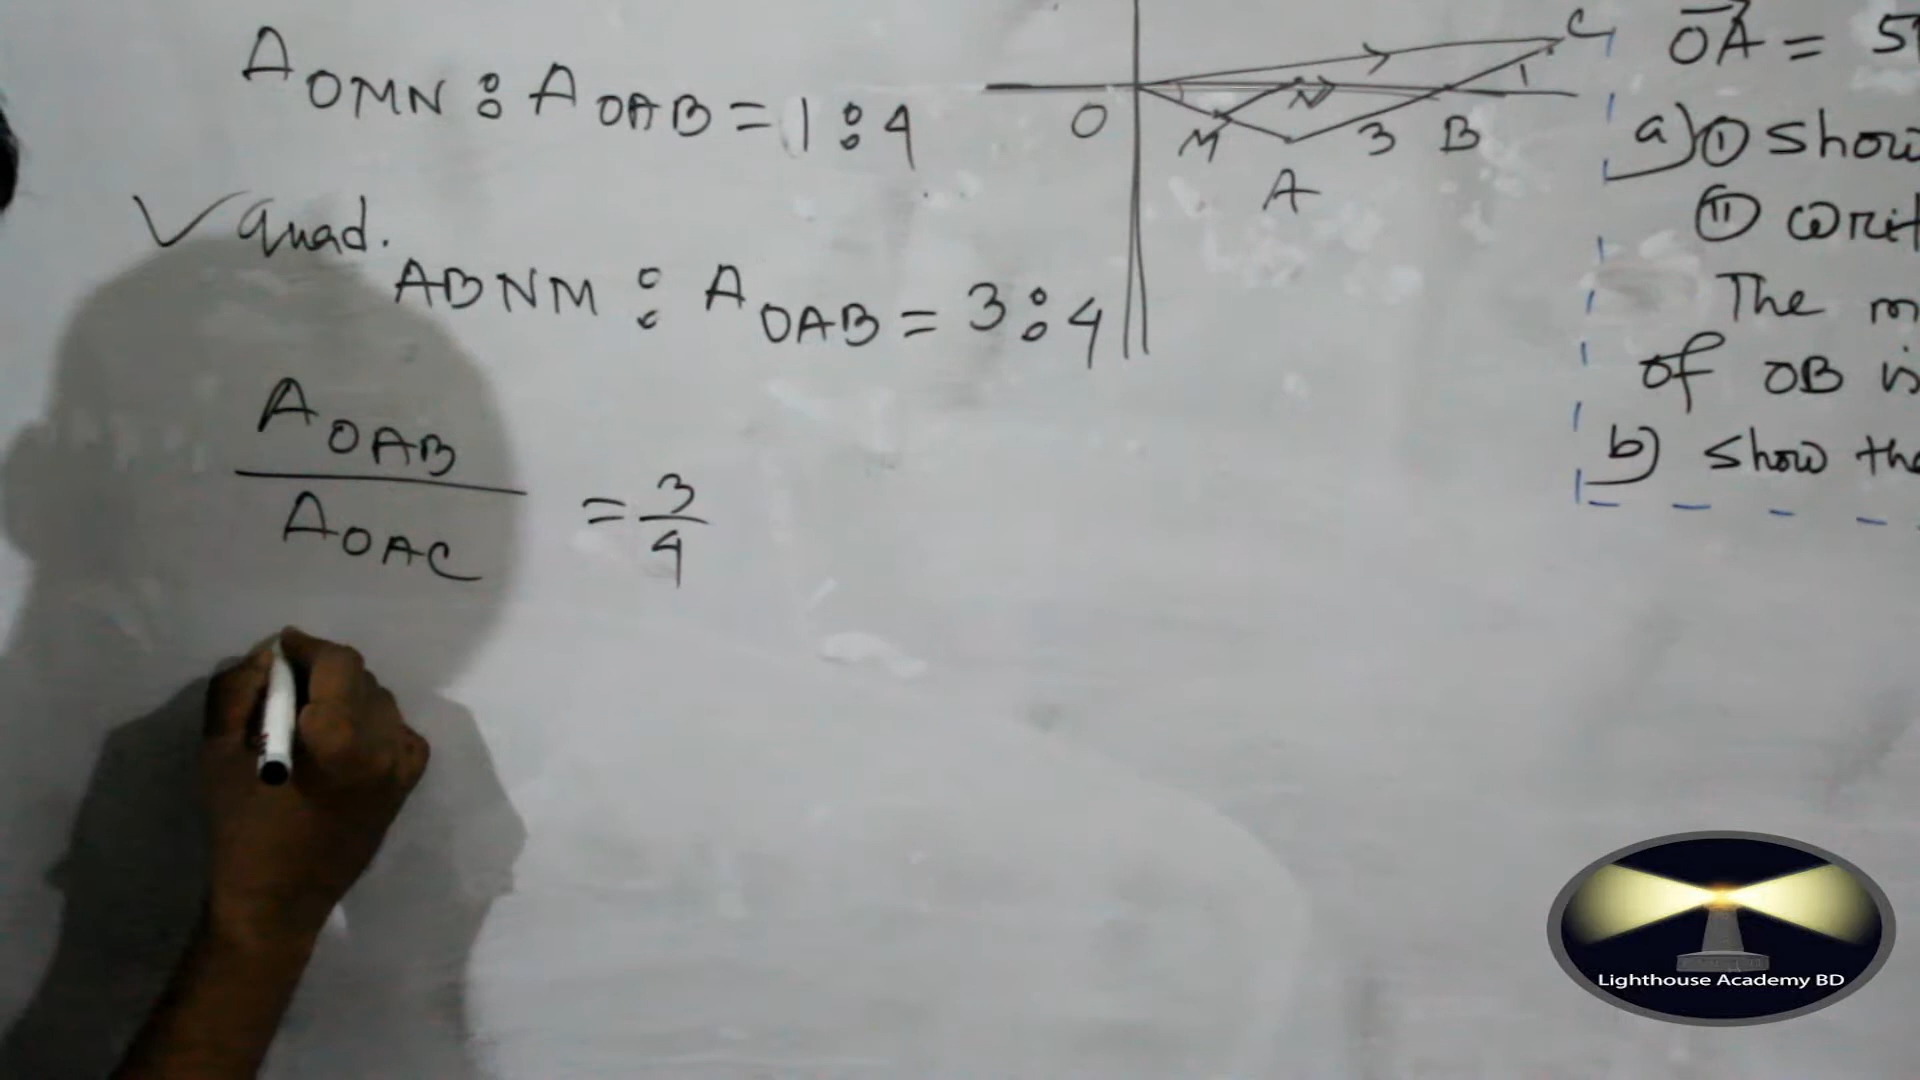 A OMN : A OAB = 1 : 4
✓ Quad.
ABNM : A OAB = 3 : 4
A OAB
A OAC
= 3/4
C
1
O
M
N
3
B
A
OA = 5
a) (i) Show
(ii) Writ
The m
of OB is
b) Show the
Lighthouse Academy BD